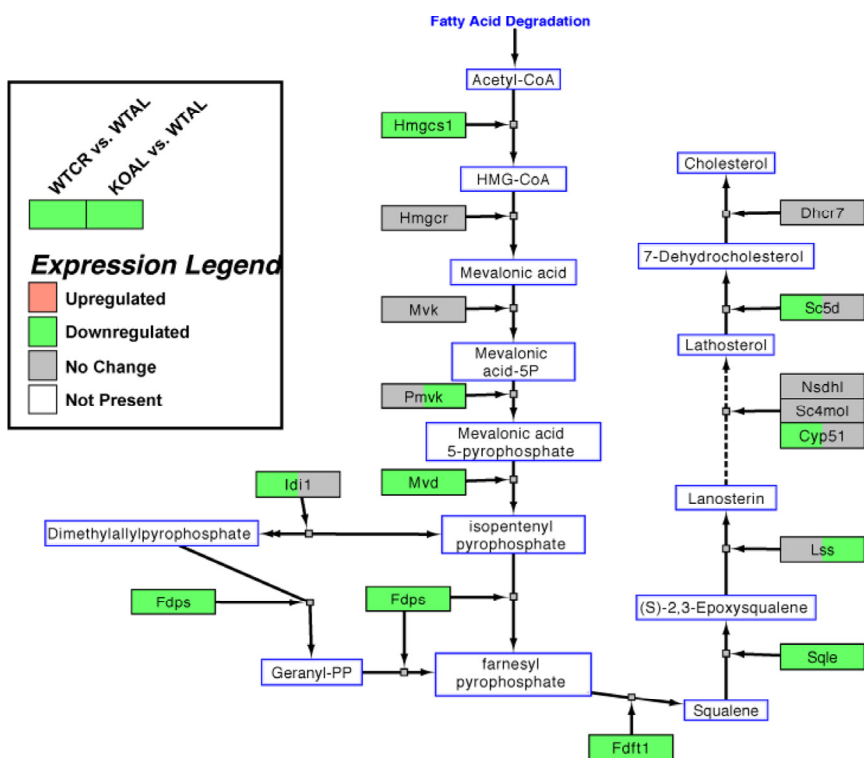 Fatty Acid Degradation
Acetyl-CoA
Hmgcs1
HMG-CoA
Hmgcr
Mevalonic acid
Mvk
Mevalonic
acid-5P
Pmvk
Mevalonic acid
5-pyrophosphate
Mvd
Idi1
isopentenyl
pyrophosphate
Dimethylallylpyrophosphate
Fdps
Fdps
Geranyl-PP
farnesyl
pyrophosphate
Fdft1
Squalene
Sqle
(S)-2,3-Epoxysqualene
Lss
Lanosterin
Nsdhl
Sc4mol
Cyp51
Lathosterol
Sc5d
7-Dehydrocholesterol
Dhcr7
Cholesterol
WTCR vs. WTAL
KOAL vs. WTAL
Expression Legend
Upregulated
Downregulated
No Change
Not Present